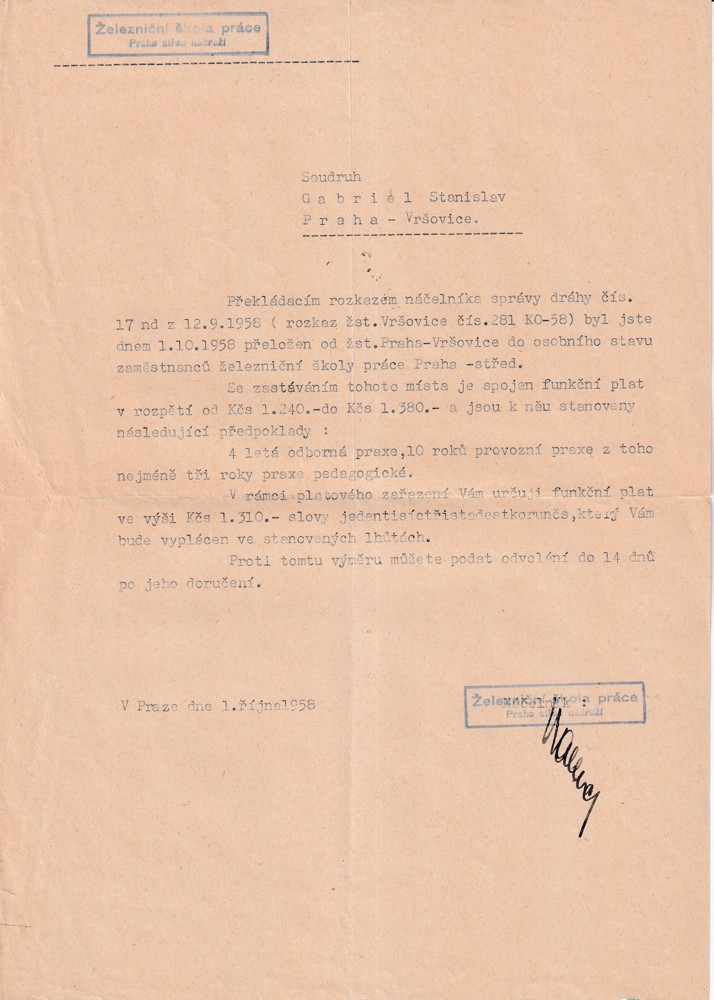 Železniční škola práce
Praha střed nádraží
Soudruh
G a b r i e l  Stanislav
P r a h a - Vršovice.
Překládacím rozkazém náčelníka správy dráhy čís.
17 nd z 12.9.1958 ( rozkaz žst.Vršovice čís.281 KO-58) byl jste
dnem 1.10.1958 přeložen od žst.Praha-Vršovice do osobního stavu
zaměstnanců železniční školy práce Praha -střed.
Se zastáváním tohoto místa je spojen funkční plat
v rozpětí od Kčs 1.240.-do Kčs 1.380.- a jsou k něu stanoveny
následující předpoklady :
4 letá odborná praxe,10 roků provozní praxe z toho
nejméně tři roky praxe pedagogické.
V rámci platového zařazení Vám určuji funkční plat
ve výši Kčs 1.310.- slovy jedantisíctřistadestkorunčs,který Vám
bude vyplácen ve stanovených lhůtách.
Proti tomtu výměru můžete podat odvolání do 14 dnů
po jeho doručení.
V Praze dne 1.října1958
Železniční škola práce
Náčelník :
Praha střed nádraží